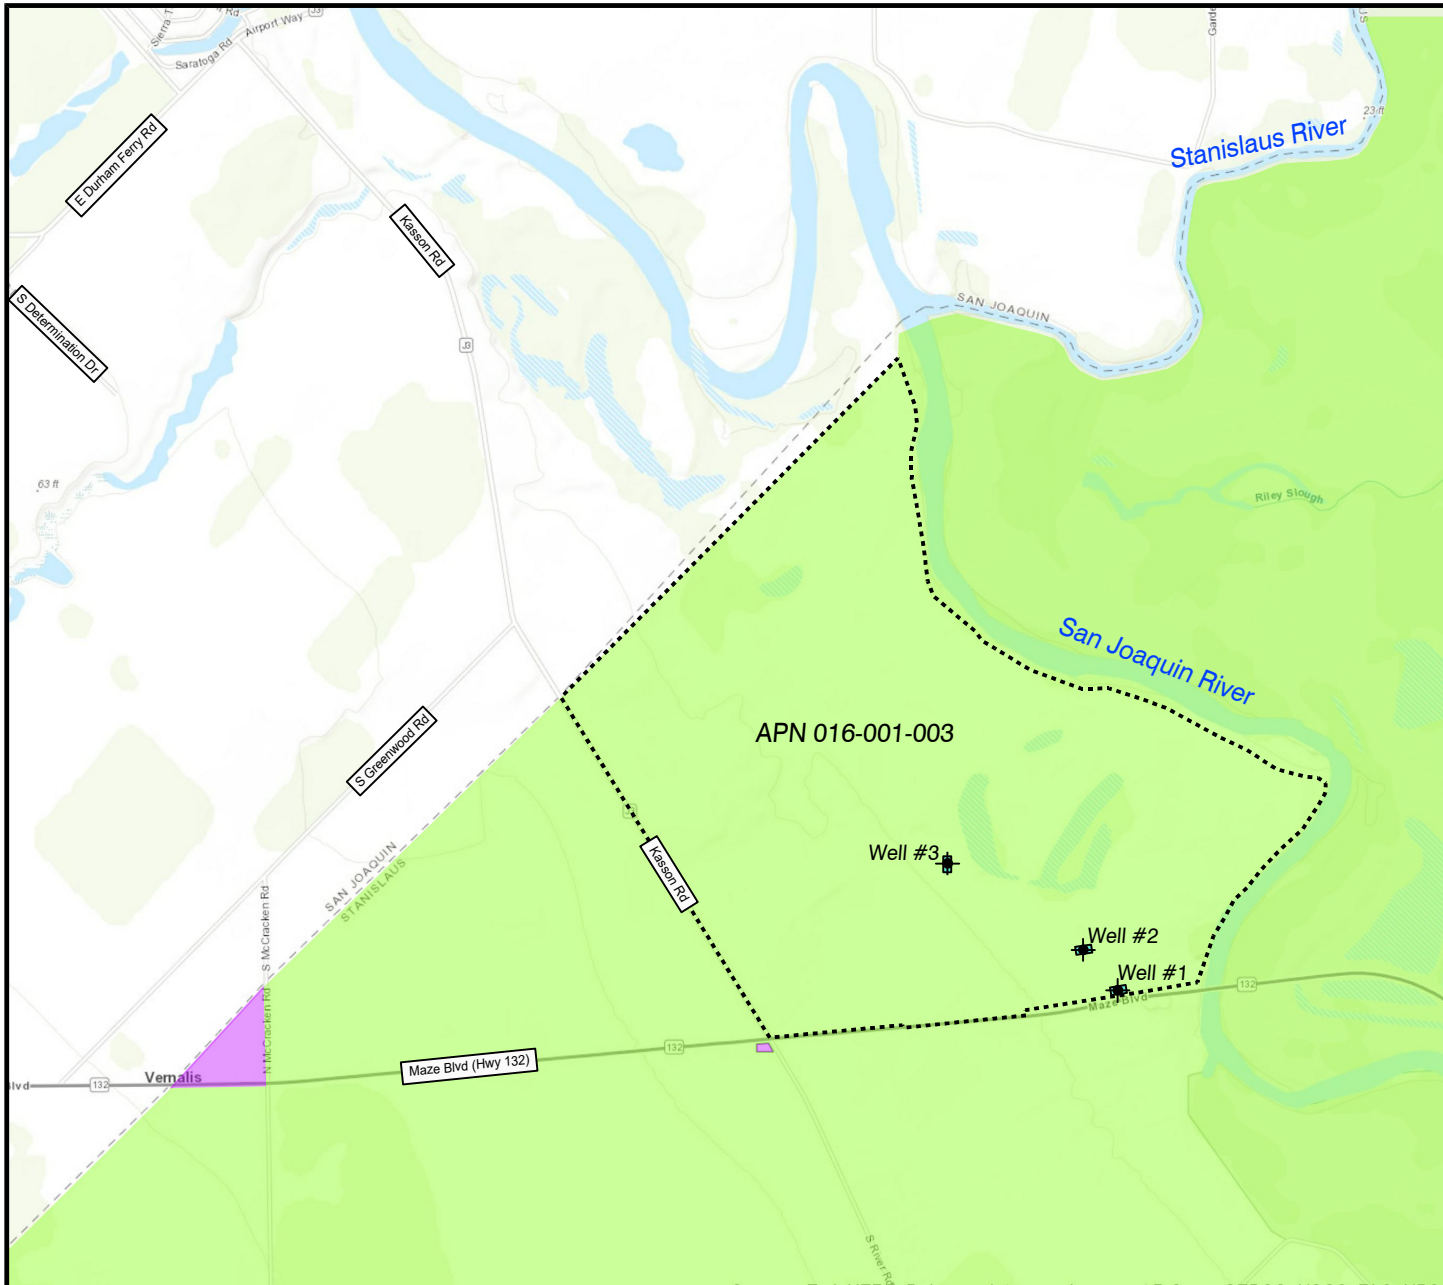 Airport Way
J3
Saratoga Rd
E Durham Ferry Rd
23 ft
Stanislaus River
Kasson Rd
S Determination Dr
SAN JOAQUIN
J3
63 ft
Riley Slough
San Joaquin River
S Greenwood Rd
APN 016-001-003
J3
SAN JOAQUIN
STANISLAUS
Kasson Rd
Well #3
S McCracken Rd
Well #2
Well #1
N McCracken Rd
132
Maze Blvd
132
Maze Blvd (Hwy 132)
Vernalis
lvd
132
S River Rd